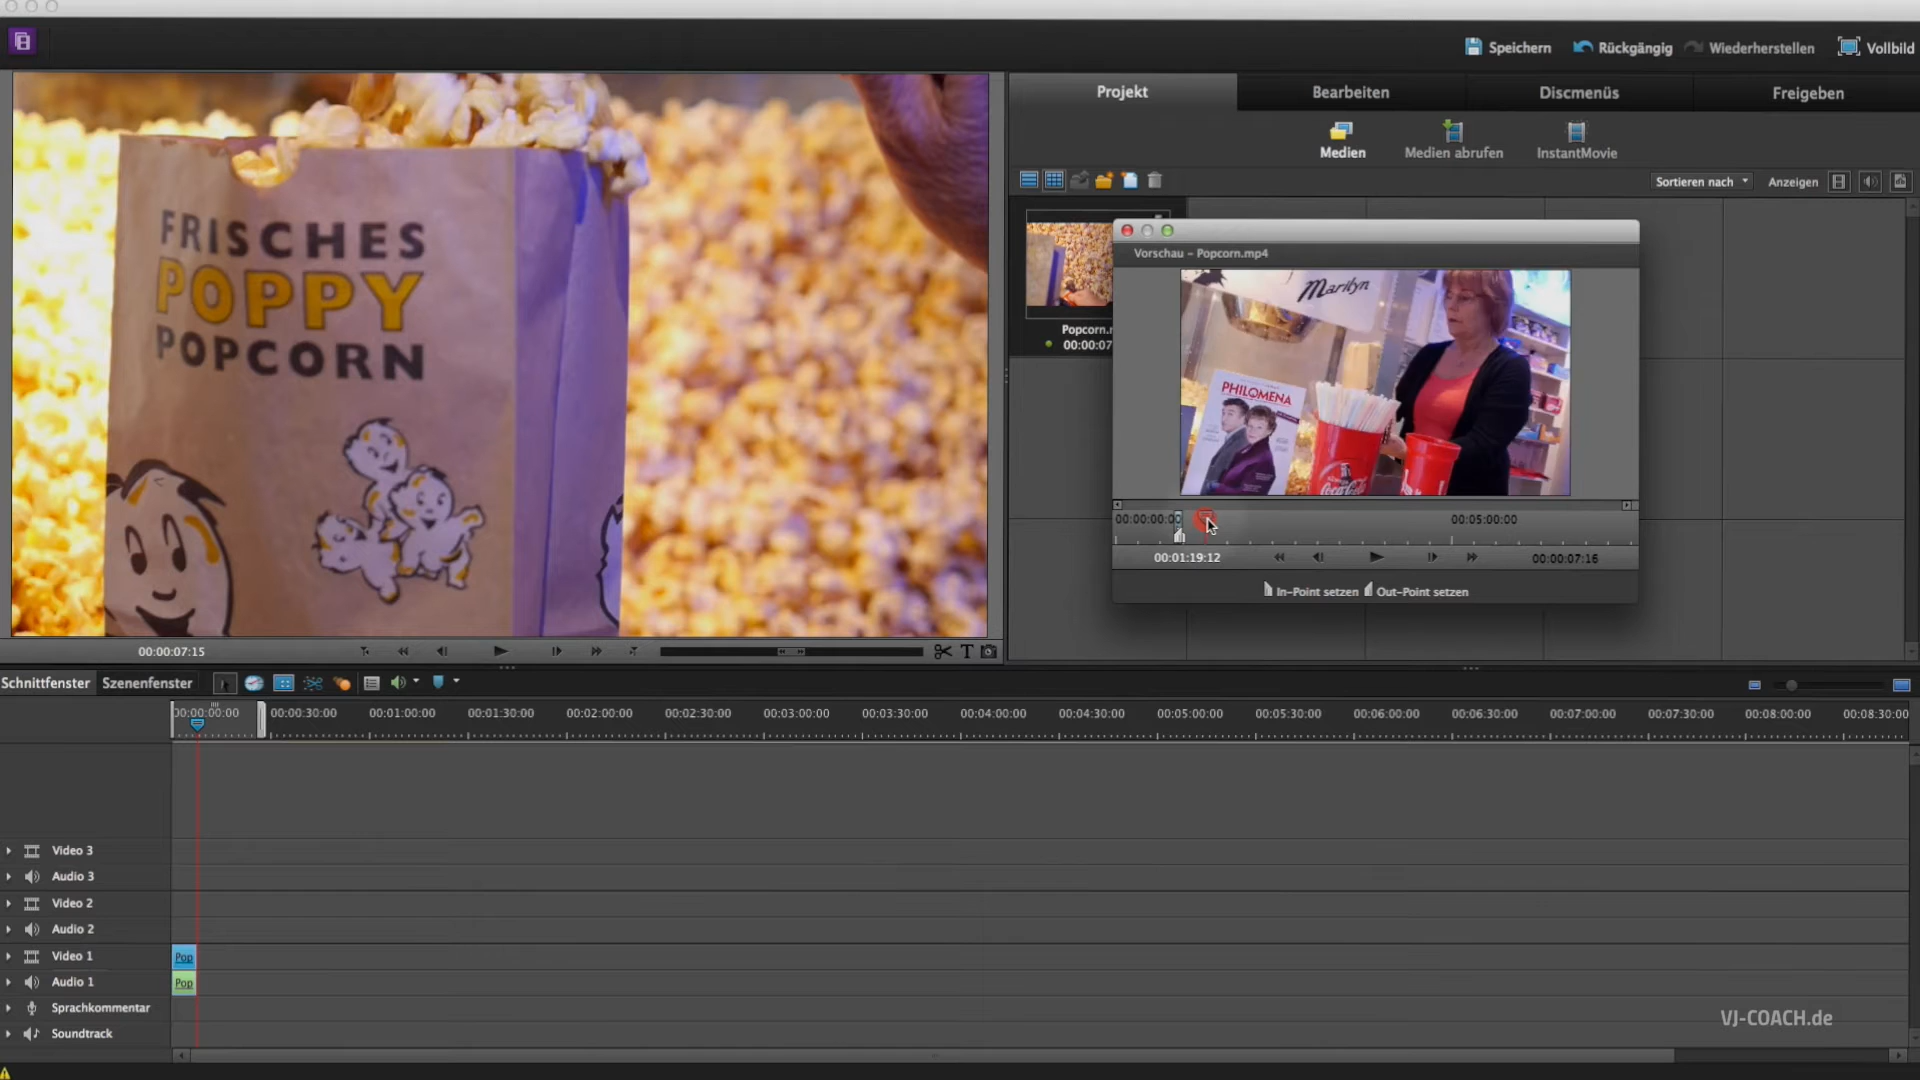 Speichern Rückgängig Wiederherstellen Vollbild
Projekt Bearbeiten Discmenüs Freigeben
Medien Medien abrufen InstantMovie
Sortieren nach Anzeigen
FRISCHES
POPPY
POPCORN
Vorschau - Popcorn.mp4
Marilyn
PHILOMENA
Coca-Cola
Popcorn.m
00:00:07
00:00:00:00 00:05:00:00
00:01:19:12 00:00:07:16
In-Point setzen Out-Point setzen
00:00:07:15
T
Schnittfenster Szenenfenster
00:00:00:00 00:00:30:00 00:01:00:00 00:01:30:00 00:02:00:00 00:02:30:00 00:03:00:00 00:03:30:00 00:04:00:00 00:04:30:00 00:05:00:00 00:05:30:00 00:06:00:00 00:06:30:00 00:07:00:00 00:07:30:00 00:08:00:00 00:08:30:00
Video 3
Audio 3
Video 2
Audio 2
Video 1 Pop
Audio 1 Pop
Sprachkommentar
Soundtrack
VJ-COACH.de